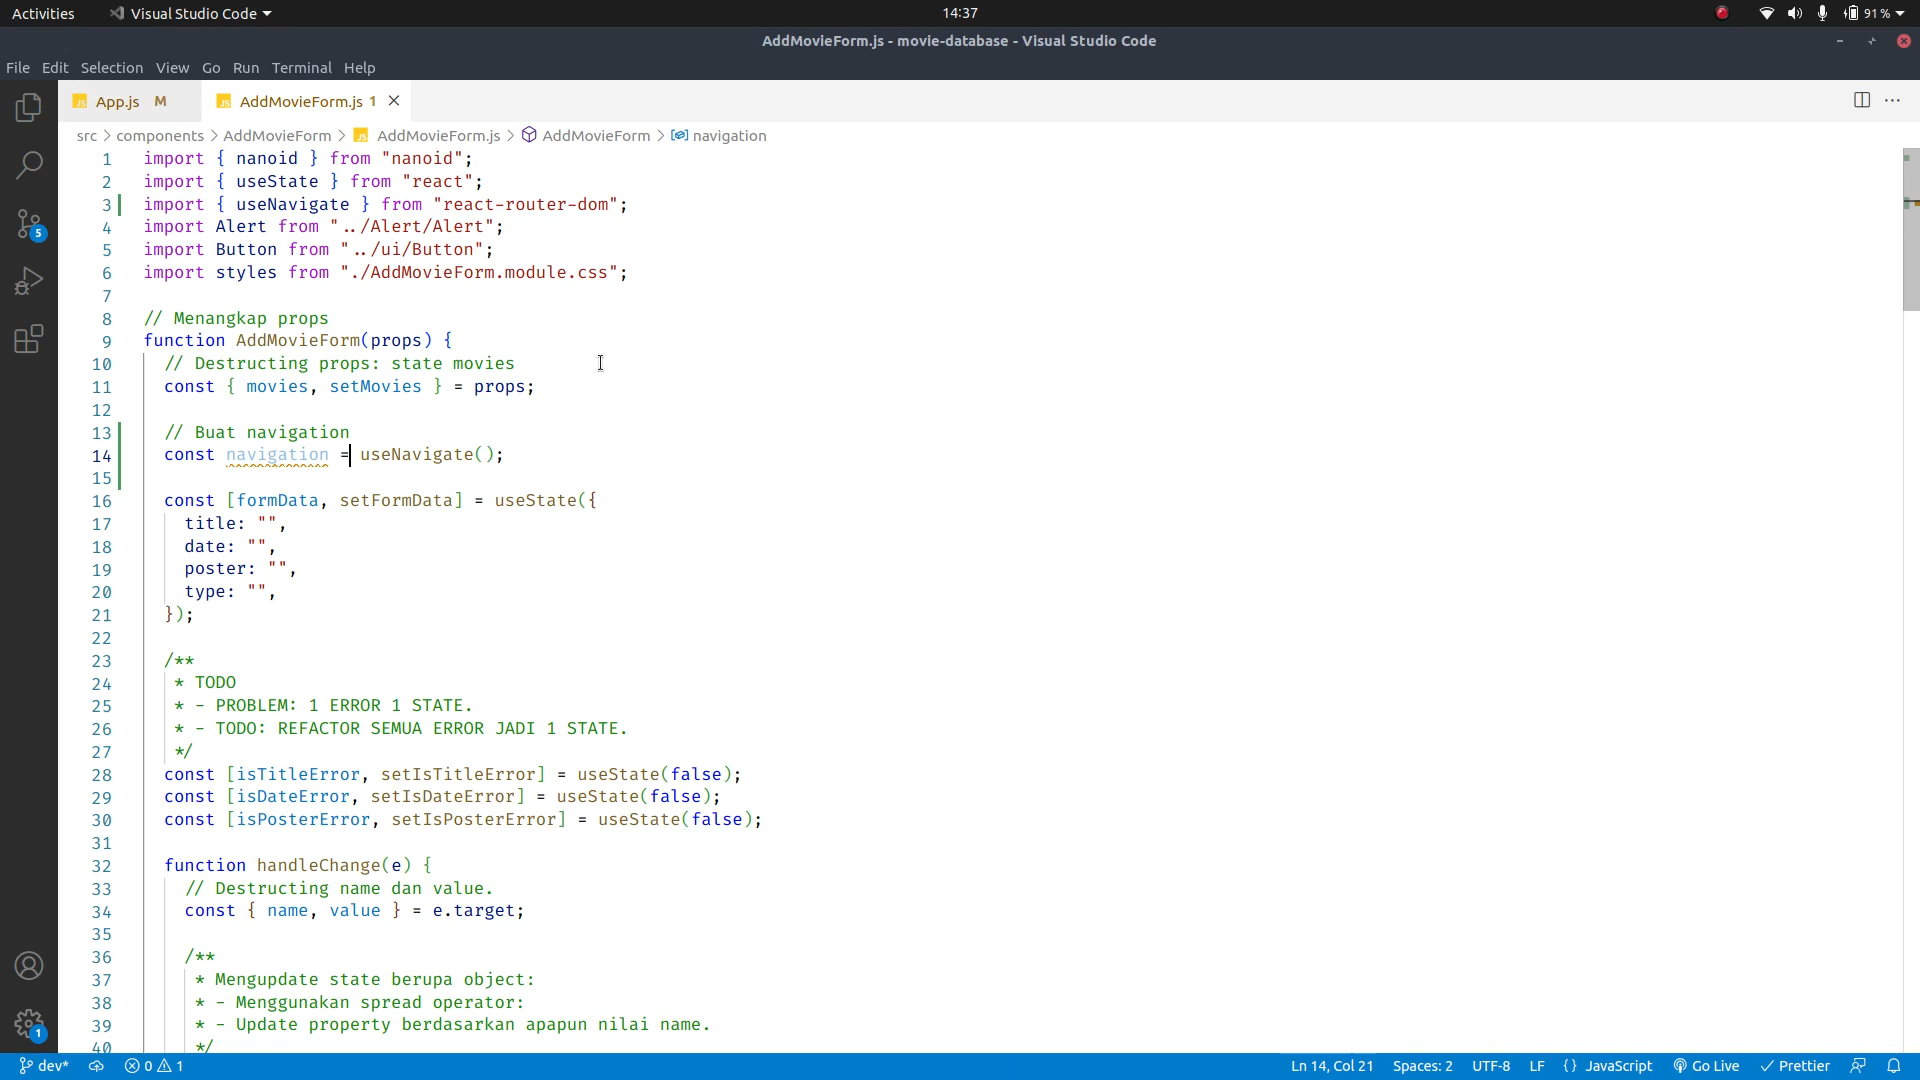 Activities Visual Studio Code 14:37 91 %
AddMovieForm.js - movie-database - Visual Studio Code
File Edit Selection View Go Run Terminal Help
App.js M AddMovieForm.js 1
src > components > AddMovieForm > AddMovieForm.js > AddMovieForm > navigation
1 import { nanoid } from "nanoid";
2 import { useState } from "react";
3 import { useNavigate } from "react-router-dom";
4 import Alert from "../Alert/Alert";
5 import Button from "../ui/Button";
6 import styles from "./AddMovieForm.module.css";
7
8 // Menangkap props
9 function AddMovieForm(props) {
10 // Destructing props: state movies
11 const { movies, setMovies } = props;
12
13 // Buat navigation
14 const navigation = useNavigate();
15
16 const [formData, setFormData] = useState({
17 title: "",
18 date: "",
19 poster: "",
20 type: "",
21 });
22
23 /**
24 * TODO
25 * - PROBLEM: 1 ERROR 1 STATE.
26 * - TODO: REFACTOR SEMUA ERROR JADI 1 STATE.
27 */
28 const [isTitleError, setIsTitleError] = useState(false);
29 const [isDateError, setIsDateError] = useState(false);
30 const [isPosterError, setIsPosterError] = useState(false);
31
32 function handleChange(e) {
33 // Destructing name dan value.
34 const { name, value } = e.target;
35
36 /**
37 * Mengupdate state berupa object:
38 * - Menggunakan spread operator:
39 * - Update property berdasarkan apapun nilai name.
40 */
5
1
dev* 0 1 Ln 14, Col 21 Spaces: 2 UTF-8 LF {} JavaScript Go Live Prettier